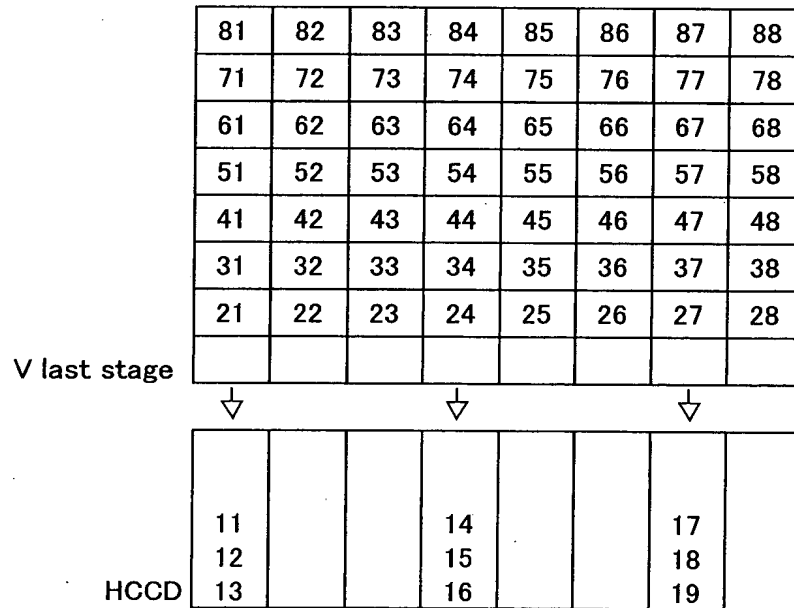 81 82 83 84 85 86 87 88
71 72 73 74 75 76 77 78
61 62 63 64 65 66 67 68
51 52 53 54 55 56 57 58
41 42 43 44 45 46 47 48
31 32 33 34 35 36 37 38
21 22 23 24 25 26 27 28
V last stage
11 14 17
12 15 18
HCCD 13 16 19